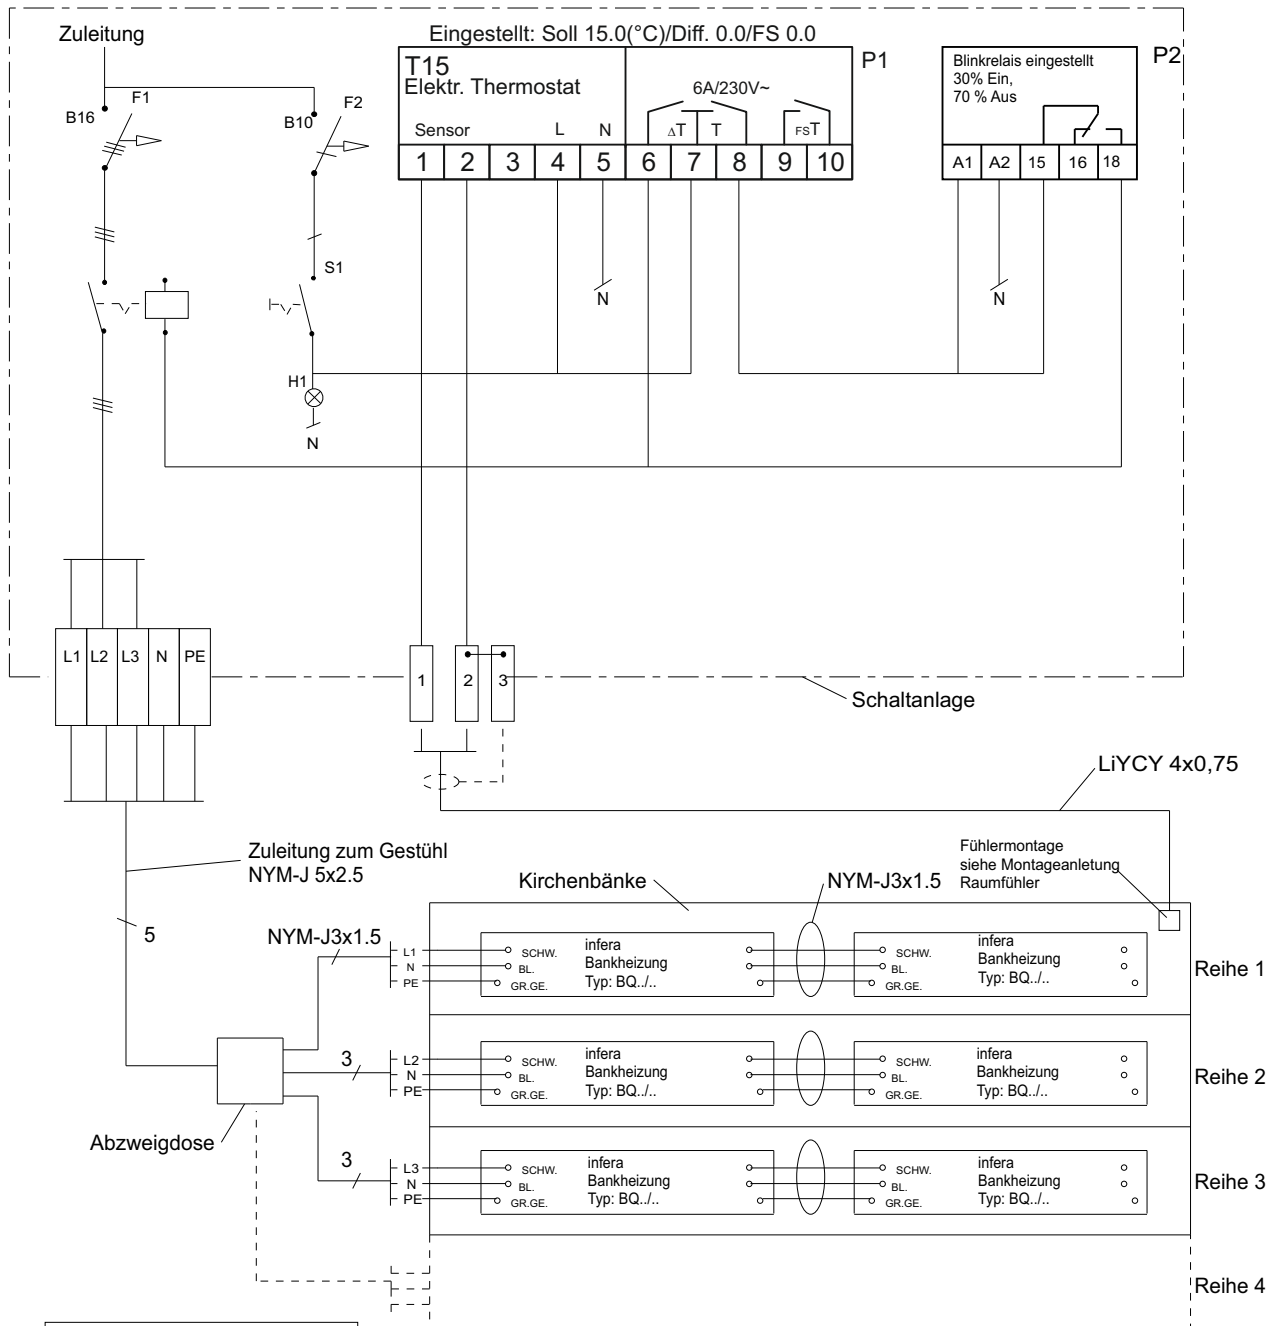 Zuleitung
Eingestellt: Soll 15.0(°C)/Diff. 0.0/FS 0.0
F1
B16
F2
B10
T15
Elektr. Thermostat
6A/230V~
P1
Sensor
L
N
ΔT
T
FST
1
2
3
4
5
6
7
8
9
10
Blinkrelais eingestellt
30% Ein,
70 % Aus
P2
A1
A2
15
16
18
S1
N
N
H1
N
L1
L2
L3
N
PE
1
2
3
Schaltanlage
LiYCY 4x0,75
Zuleitung zum Gestühl
NYM-J 5x2.5
Fühlermontage
siehe Montageanletung
Raumfühler
Kirchenbänke
NYM-J3x1.5
5
NYM-J3x1.5
L1
N
PE
SCHW.
BL.
GR.GE.
infera
Bankheizung
Typ: BQ../..
SCHW.
BL.
GR.GE.
infera
Bankheizung
Typ: BQ../..
Reihe 1
3
L2
N
PE
SCHW.
BL.
GR.GE.
infera
Bankheizung
Typ: BQ../..
SCHW.
BL.
GR.GE.
infera
Bankheizung
Typ: BQ../..
Reihe 2
Abzweigdose
3
L3
N
PE
SCHW.
BL.
GR.GE.
infera
Bankheizung
Typ: BQ../..
SCHW.
BL.
GR.GE.
infera
Bankheizung
Typ: BQ../..
Reihe 3
Reihe 4